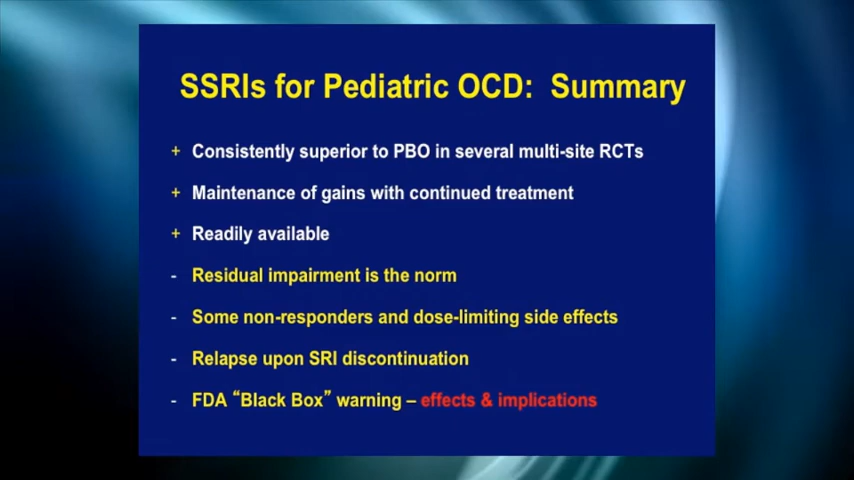 SSRIs for Pediatric OCD: Summary
+ Consistently superior to PBO in several multi-site RCTs
+ Maintenance of gains with continued treatment
+ Readily available
- Residual impairment is the norm
- Some non-responders and dose-limiting side effects
- Relapse upon SRI discontinuation
- FDA “Black Box” warning – effects & implications